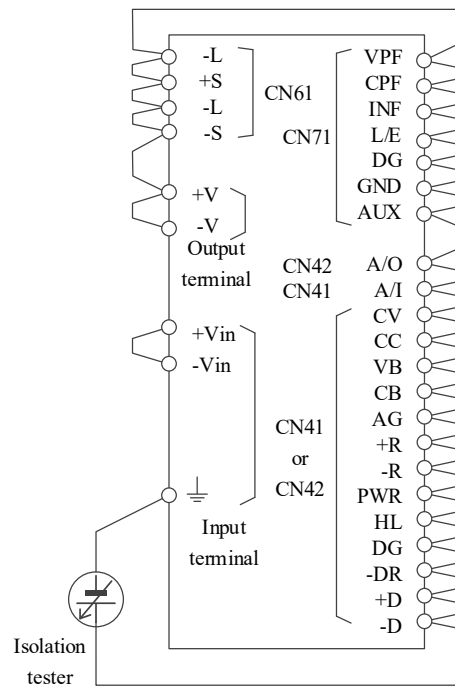 -L
+S
-L
-S
CN61
+V
-V
Output
terminal
+Vin
-Vin
Input
terminal
Isolation
tester
VPF
CPF
INF
L/E
DG
GND
AUX
CN71
CN42 A/O
CN41 A/I
CV
CC
VB
CB
AG
+R
-R
PWR
HL
DG
-DR
+D
-D
CN41
or
CN42